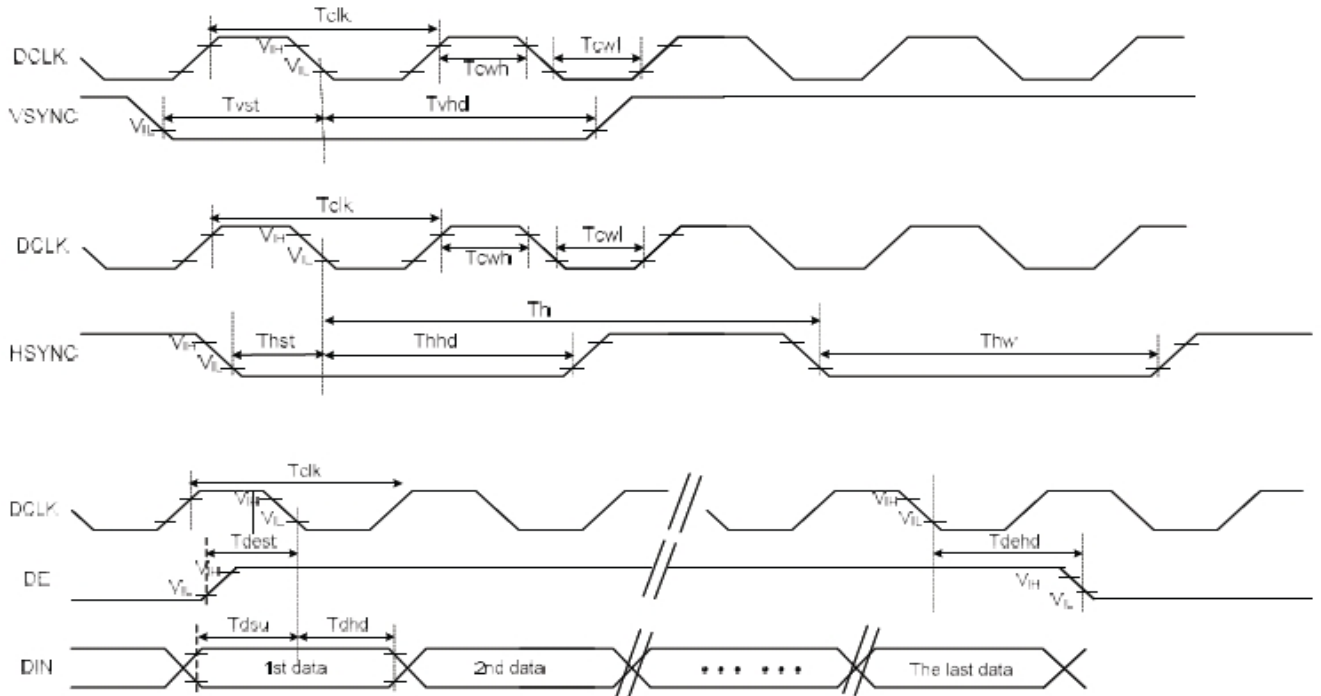 Tclk
DCLK VIH VIL Tcwh Tcwl
VSYNC VIL Tvst Tvhd
Tclk
DCLK VIH VIL Tcwh Tcwl
Th
HSYNC VIH VIL Thst Thhd Thw
Tclk
DCLK VIH VIL VIH VIL
Tdest Tdehd
DE VIH VIL VIH VIL
Tdsu Tdhd
DIN 1st data 2nd data • • • • • • The last data